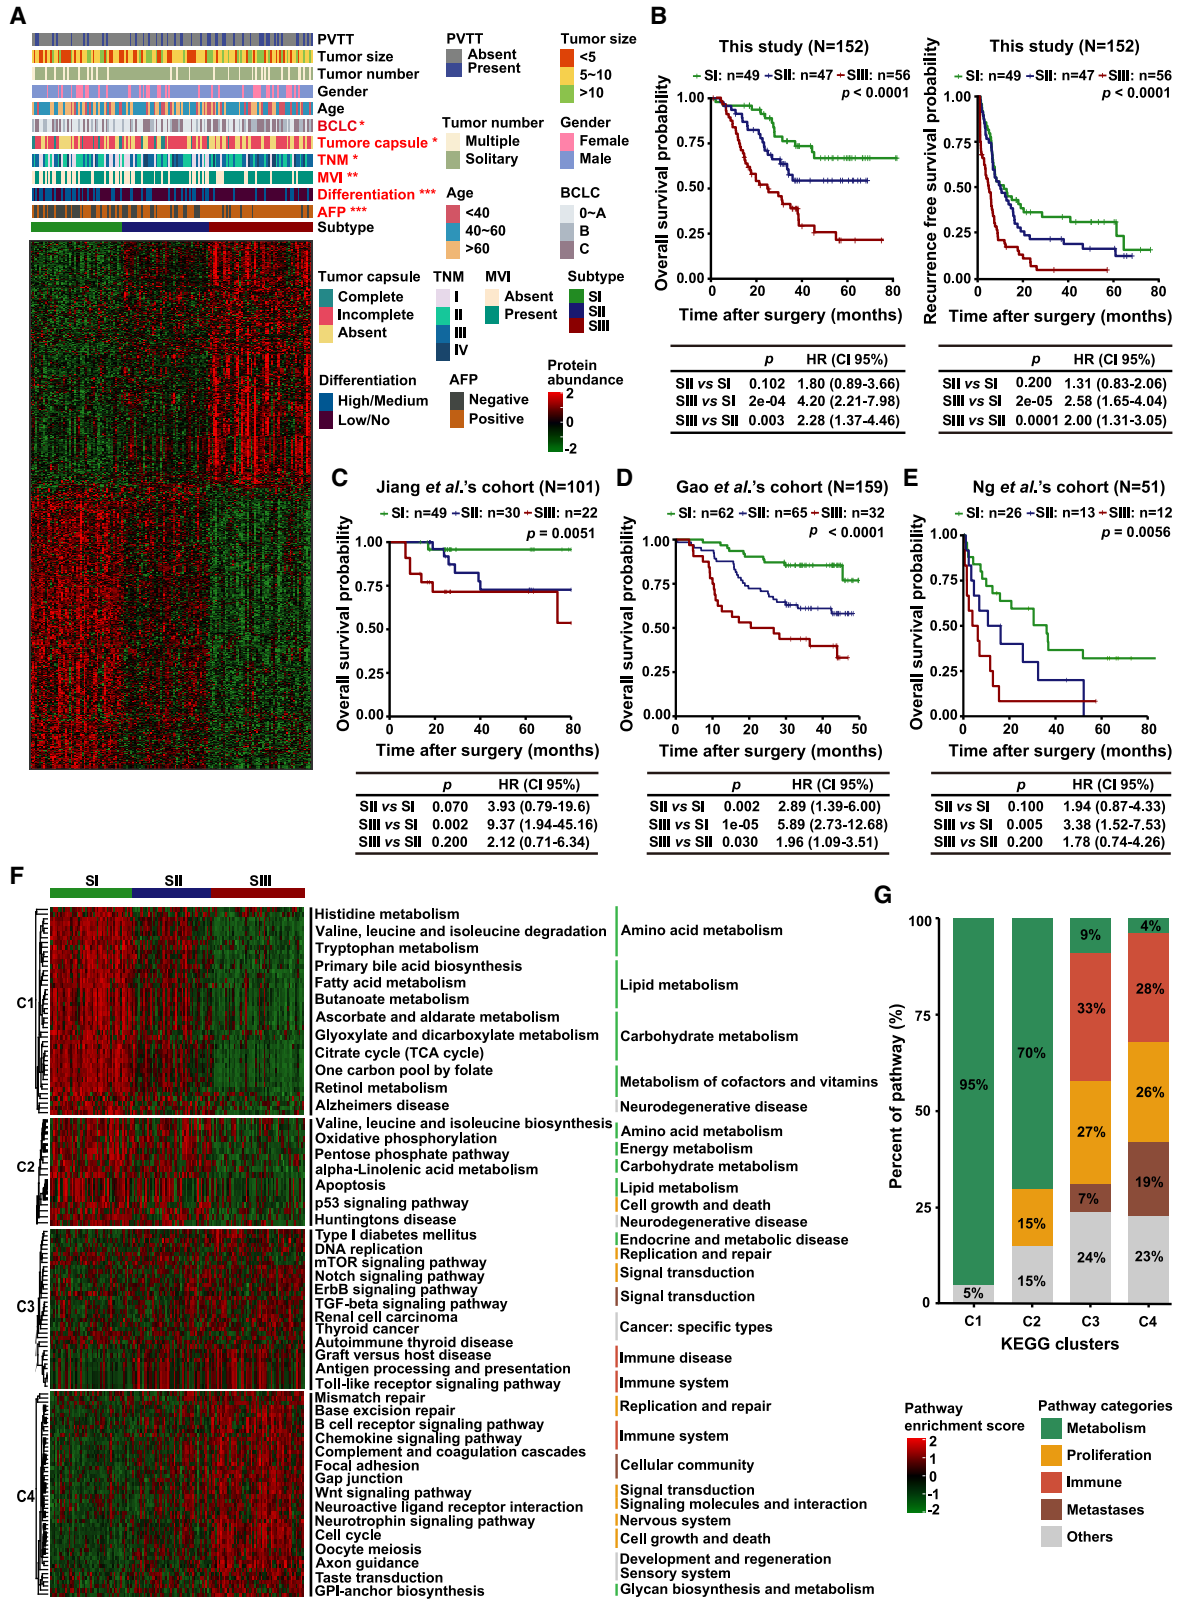 A
PVTT
Tumor size
Tumor number
Gender
Age
BCLC *
Tumore capsule *
TNM *
MVI **
Differentiation ***
AFP ***
Subtype
PVTT
Absent
Present
Tumor size
<5
5~10
>10
Tumor number
Multiple
Solitary
Gender
Female
Male
Age
<40
40~60
>60
BCLC
0~A
B
C
Tumor capsule
Complete
Incomplete
Absent
TNM
I
II
III
IV
MVI
Absent
Present
Subtype
SI
SII
SIII
Differentiation
High/Medium
Low/No
AFP
Negative
Positive
Protein
abundance
2
0
-2
B
This study (N=152)
SI: n=49 SII: n=47 SIII: n=56
p < 0.0001
Overall survival probability
1.00
0.75
0.50
0.25
0.00
0 20 40 60 80
Time after surgery (months)
p HR (CI 95%)
SII vs SI 0.102 1.80 (0.89-3.66)
SIII vs SI 2e-04 4.20 (2.21-7.98)
SIII vs SII 0.003 2.28 (1.37-4.46)
This study (N=152)
SI: n=49 SII: n=47 SIII: n=56
p < 0.0001
Recurrence free survival probability
1.00
0.75
0.50
0.25
0.00
0 20 40 60 80
Time after surgery (months)
p HR (CI 95%)
SII vs SI 0.200 1.31 (0.83-2.06)
SIII vs SI 2e-05 2.58 (1.65-4.04)
SIII vs SII 0.0001 2.00 (1.31-3.05)
C
Jiang et al.'s cohort (N=101)
SI: n=49 SII: n=30 SIII: n=22
p = 0.0051
Overall survival probability
1.00
0.75
0.50
0.25
0.00
0 20 40 60 80
Time after surgery (months)
p HR (CI 95%)
SII vs SI 0.070 3.93 (0.79-19.6)
SIII vs SI 0.002 9.37 (1.94-45.16)
SIII vs SII 0.200 2.12 (0.71-6.34)
D
Gao et al.'s cohort (N=159)
SI: n=62 SII: n=65 SIII: n=32
p < 0.0001
Overall survival probability
1.00
0.75
0.50
0.25
0.00
0 10 20 30 40 50
Time after surgery (months)
p HR (CI 95%)
SII vs SI 0.002 2.89 (1.39-6.00)
SIII vs SI 1e-05 5.89 (2.73-12.68)
SIII vs SII 0.030 1.96 (1.09-3.51)
E
Ng et al.'s cohort (N=51)
SI: n=26 SII: n=13 SIII: n=12
p = 0.0056
Overall survival probability
1.00
0.75
0.50
0.25
0.00
0 20 40 60 80
Time after surgery (months)
p HR (CI 95%)
SII vs SI 0.100 1.94 (0.87-4.33)
SIII vs SI 0.005 3.38 (1.52-7.53)
SIII vs SII 0.200 1.78 (0.74-4.26)
F
SI SII SIII
C1
Histidine metabolism
Valine, leucine and isoleucine degradation
Tryptophan metabolism
Primary bile acid biosynthesis
Fatty acid metabolism
Butanoate metabolism
Ascorbate and aldarate metabolism
Glyoxylate and dicarboxylate metabolism
Citrate cycle (TCA cycle)
One carbon pool by folate
Retinol metabolism
Alzheimers disease
Amino acid metabolism
Lipid metabolism
Carbohydrate metabolism
Metabolism of cofactors and vitamins
Neurodegenerative disease
C2
Valine, leucine and isoleucine biosynthesis
Oxidative phosphorylation
Pentose phosphate pathway
alpha-Linolenic acid metabolism
Apoptosis
p53 signaling pathway
Huntingtons disease
Amino acid metabolism
Energy metabolism
Carbohydrate metabolism
Lipid metabolism
Cell growth and death
Neurodegenerative disease
C3
Type I diabetes mellitus
DNA replication
mTOR signaling pathway
Notch signaling pathway
ErbB signaling pathway
TGF-beta signaling pathway
Renal cell carcinoma
Thyroid cancer
Autoimmune thyroid disease
Graft versus host disease
Antigen processing and presentation
Toll-like receptor signaling pathway
Endocrine and metabolic disease
Replication and repair
Signal transduction
Signal transduction
Cancer: specific types
Immune disease
Immune system
C4
Mismatch repair
Base excision repair
B cell receptor signaling pathway
Chemokine signaling pathway
Complement and coagulation cascades
Focal adhesion
Gap junction
Wnt signaling pathway
Neuroactive ligand receptor interaction
Neurotrophin signaling pathway
Cell cycle
Oocyte meiosis
Axon guidance
Taste transduction
GPI-anchor biosynthesis
Replication and repair
Immune system
Cellular community
Signal transduction
Signaling molecules and interaction
Nervous system
Cell growth and death
Development and regeneration
Sensory system
Glycan biosynthesis and metabolism
G
Percent of pathway (%)
100
75
50
25
0
95%
5%
70%
15%
15%
9%
33%
27%
7%
24%
4%
28%
26%
19%
23%
C1 C2 C3 C4
KEGG clusters
Pathway
enrichment score
2
1
0
-1
-2
Pathway categories
Metabolism
Proliferation
Immune
Metastases
Others